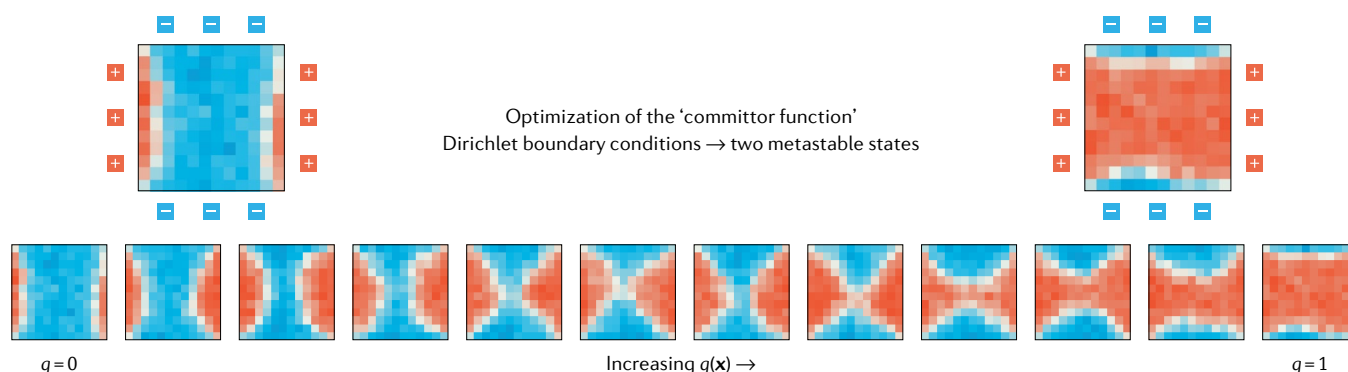 − − −
+ +
Optimization of the ‘committor function’
+ +
Dirichlet boundary conditions → two metastable states
+ +
− − −
− − −
+ +
+ +
+ +
− − −
q = 0
Increasing q(x) →
q = 1